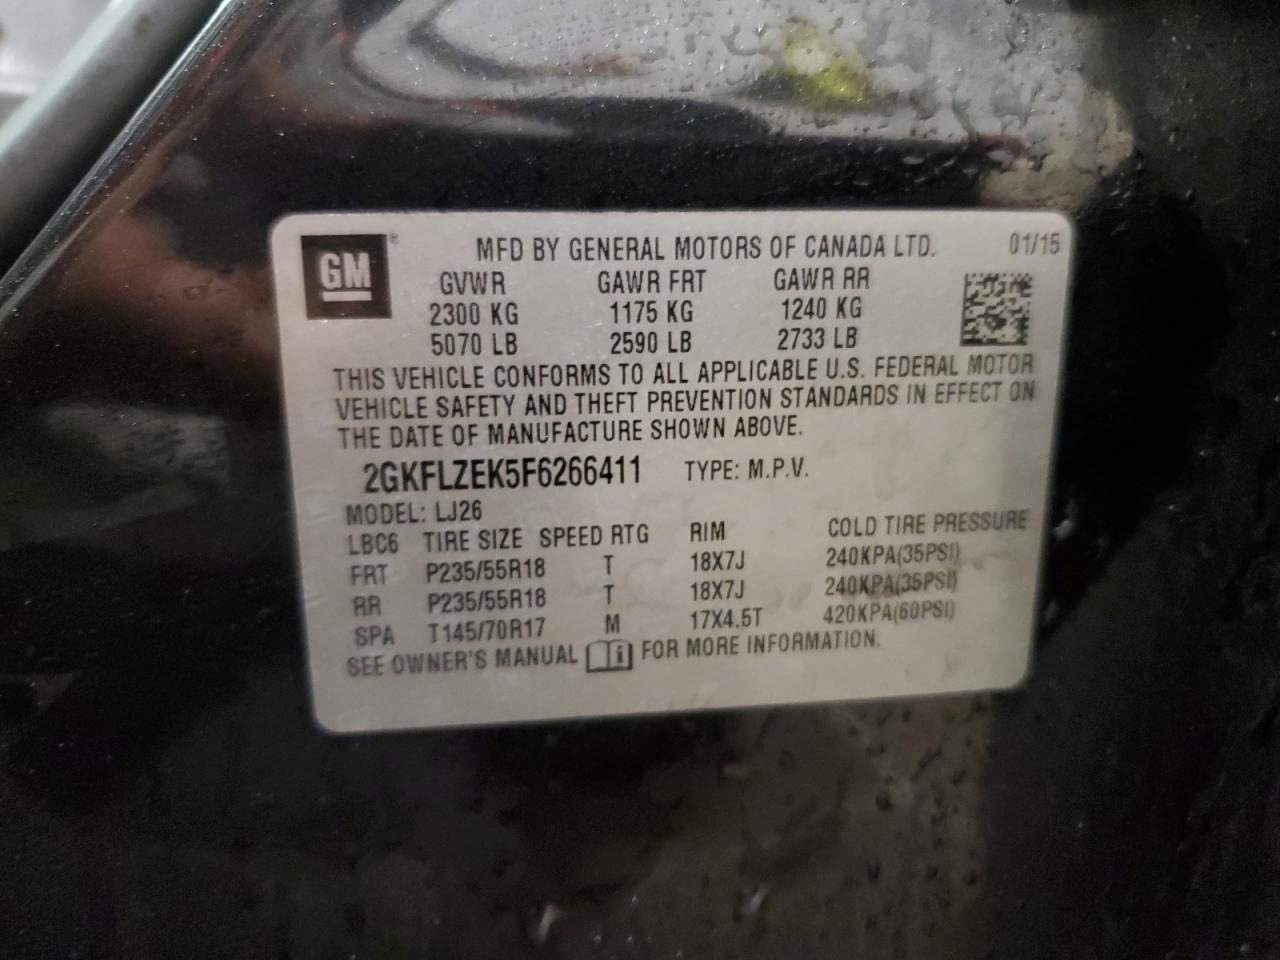 GM ® MFD BY GENERAL MOTORS OF CANADA LTD. 01/15
GVWR GAWR FRT GAWR RR
2300 KG 1175 KG 1240 KG
5070 LB 2590 LB 2733 LB
THIS VEHICLE CONFORMS TO ALL APPLICABLE U.S. FEDERAL MOTOR
VEHICLE SAFETY AND THEFT PREVENTION STANDARDS IN EFFECT ON
THE DATE OF MANUFACTURE SHOWN ABOVE.
2GKFLZEK5F6266411 TYPE: M.P.V.
MODEL: LJ26
LBC6 TIRE SIZE SPEED RTG RIM COLD TIRE PRESSURE
FRT P235/55R18 T 18X7J 240KPA(35PSI)
RR P235/55R18 T 18X7J 240KPA(35PSI)
SPA T145/70R17 M 17X4.5T 420KPA(60PSI)
SEE OWNER'S MANUAL i FOR MORE INFORMATION.